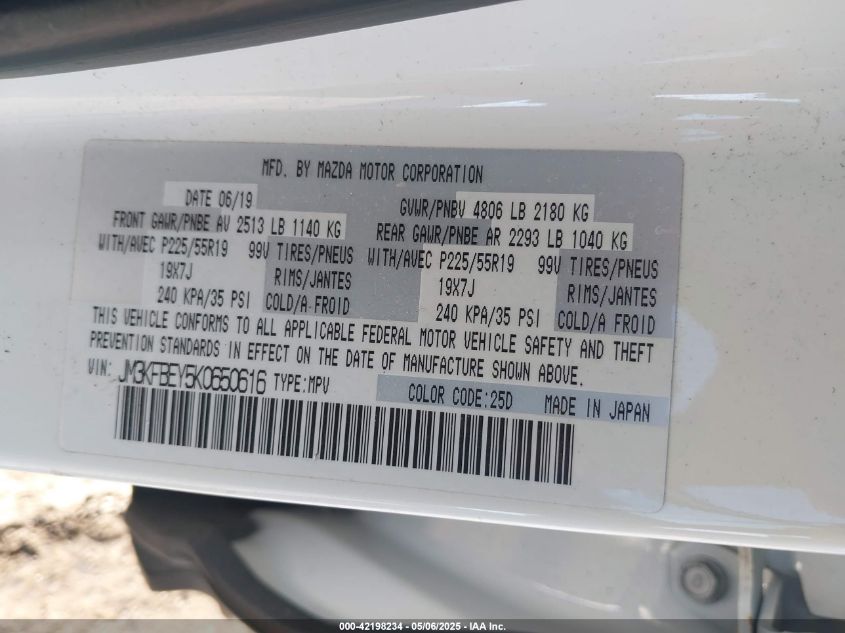 MFD. BY MAZDA MOTOR CORPORATION
DATE 06/19 GVWR/PNBV 4806 LB 2180 KG
FRONT GAWR/PNBE AV 2513 LB 1140 KG REAR GAWR/PNBE AR 2293 LB 1040 KG
WITH/AVEC P225/55R19 99V TIRES/PNEUS WITH/AVEC P225/55R19 99V TIRES/PNEUS
19X7J RIMS/JANTES 19X7J RIMS/JANTES
240 KPA/35 PSI COLD/A FROID 240 KPA/35 PSI COLD/A FROID
THIS VEHICLE CONFORMS TO ALL APPLICABLE FEDERAL MOTOR VEHICLE SAFETY AND THEFT
PREVENTION STANDARDS IN EFFECT ON THE DATE OF MANUFACTURE SHOWN ABOVE.
VIN: JM3KFBEY5K0650616 TYPE:MPV COLOR CODE:25D MADE IN JAPAN
000-42198234 - 05/06/2025 - IAA Inc.